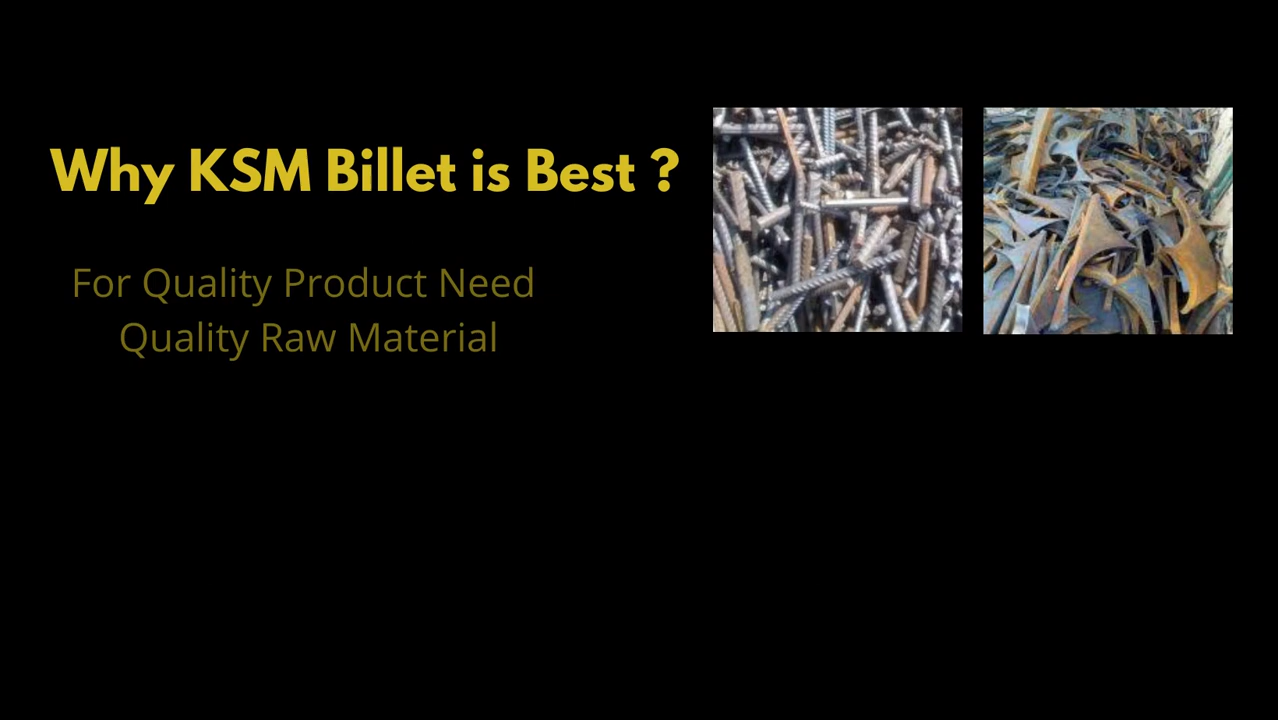 Why KSM Billet is Best ?
For Quality Product Need
Quality Raw Material